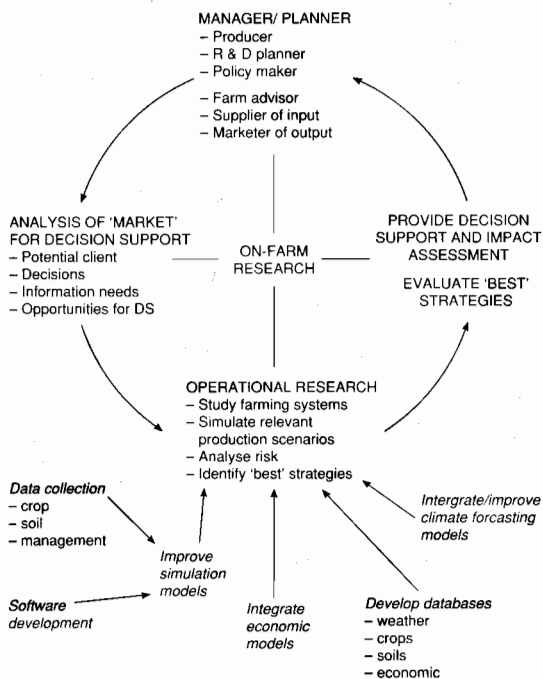 MANAGER/ PLANNER
– Producer
– R & D planner
– Policy maker
– Farm advisor
– Supplier of input
– Marketer of output
ANALYSIS OF 'MARKET'
FOR DECISION SUPPORT
– Potential client
– Decisions
– Information needs
– Opportunities for DS
ON-FARM
RESEARCH
PROVIDE DECISION
SUPPORT AND IMPACT
ASSESSMENT
EVALUATE 'BEST'
STRATEGIES
OPERATIONAL RESEARCH
– Study farming systems
– Simulate relevant
production scenarios
– Analyse risk
– Identify 'best' strategies
Data collection
– crop
– soil
– management
Software
development
Improve
simulation
models
Integrate
economic
models
Develop databases
– weather
– crops
– soils
– economic
Intergrate/improve
climate forcasting
models